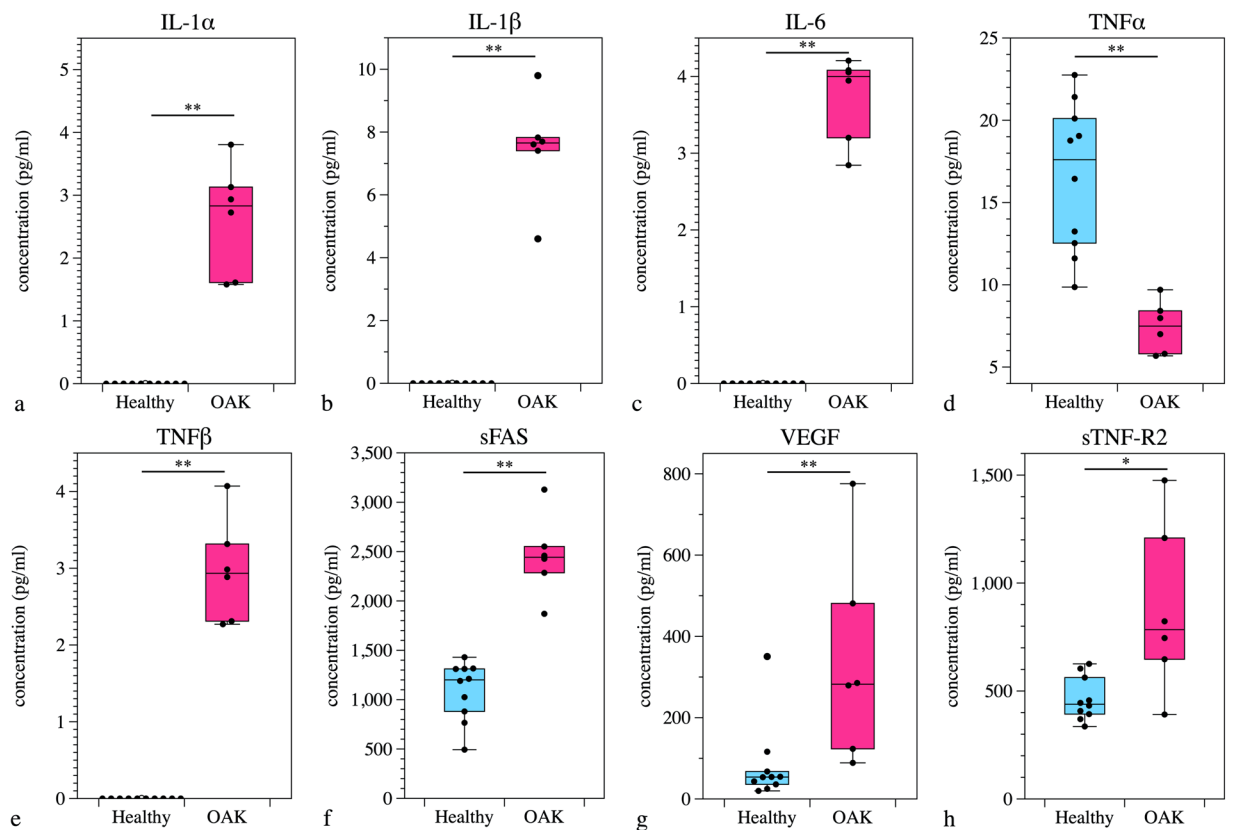 IL-1α
IL-1β
IL-6
TNFα
concentration (pg/ml)
5
4
3
2
1
0
**
Healthy
OAK
a
concentration (pg/ml)
10
8
6
4
2
0
**
Healthy
OAK
b
concentration (pg/ml)
4
3
2
1
0
**
Healthy
OAK
c
concentration (pg/ml)
25
20
15
10
5
**
Healthy
OAK
d
TNFβ
sFAS
VEGF
sTNF-R2
concentration (pg/ml)
4
3
2
1
0
**
Healthy
OAK
e
concentration (pg/ml)
3,500
3,000
2,500
2,000
1,500
1,000
500
0
**
Healthy
OAK
f
concentration (pg/ml)
800
600
400
200
0
**
Healthy
OAK
g
concentration (pg/ml)
1,500
1,000
500
0
*
Healthy
OAK
h